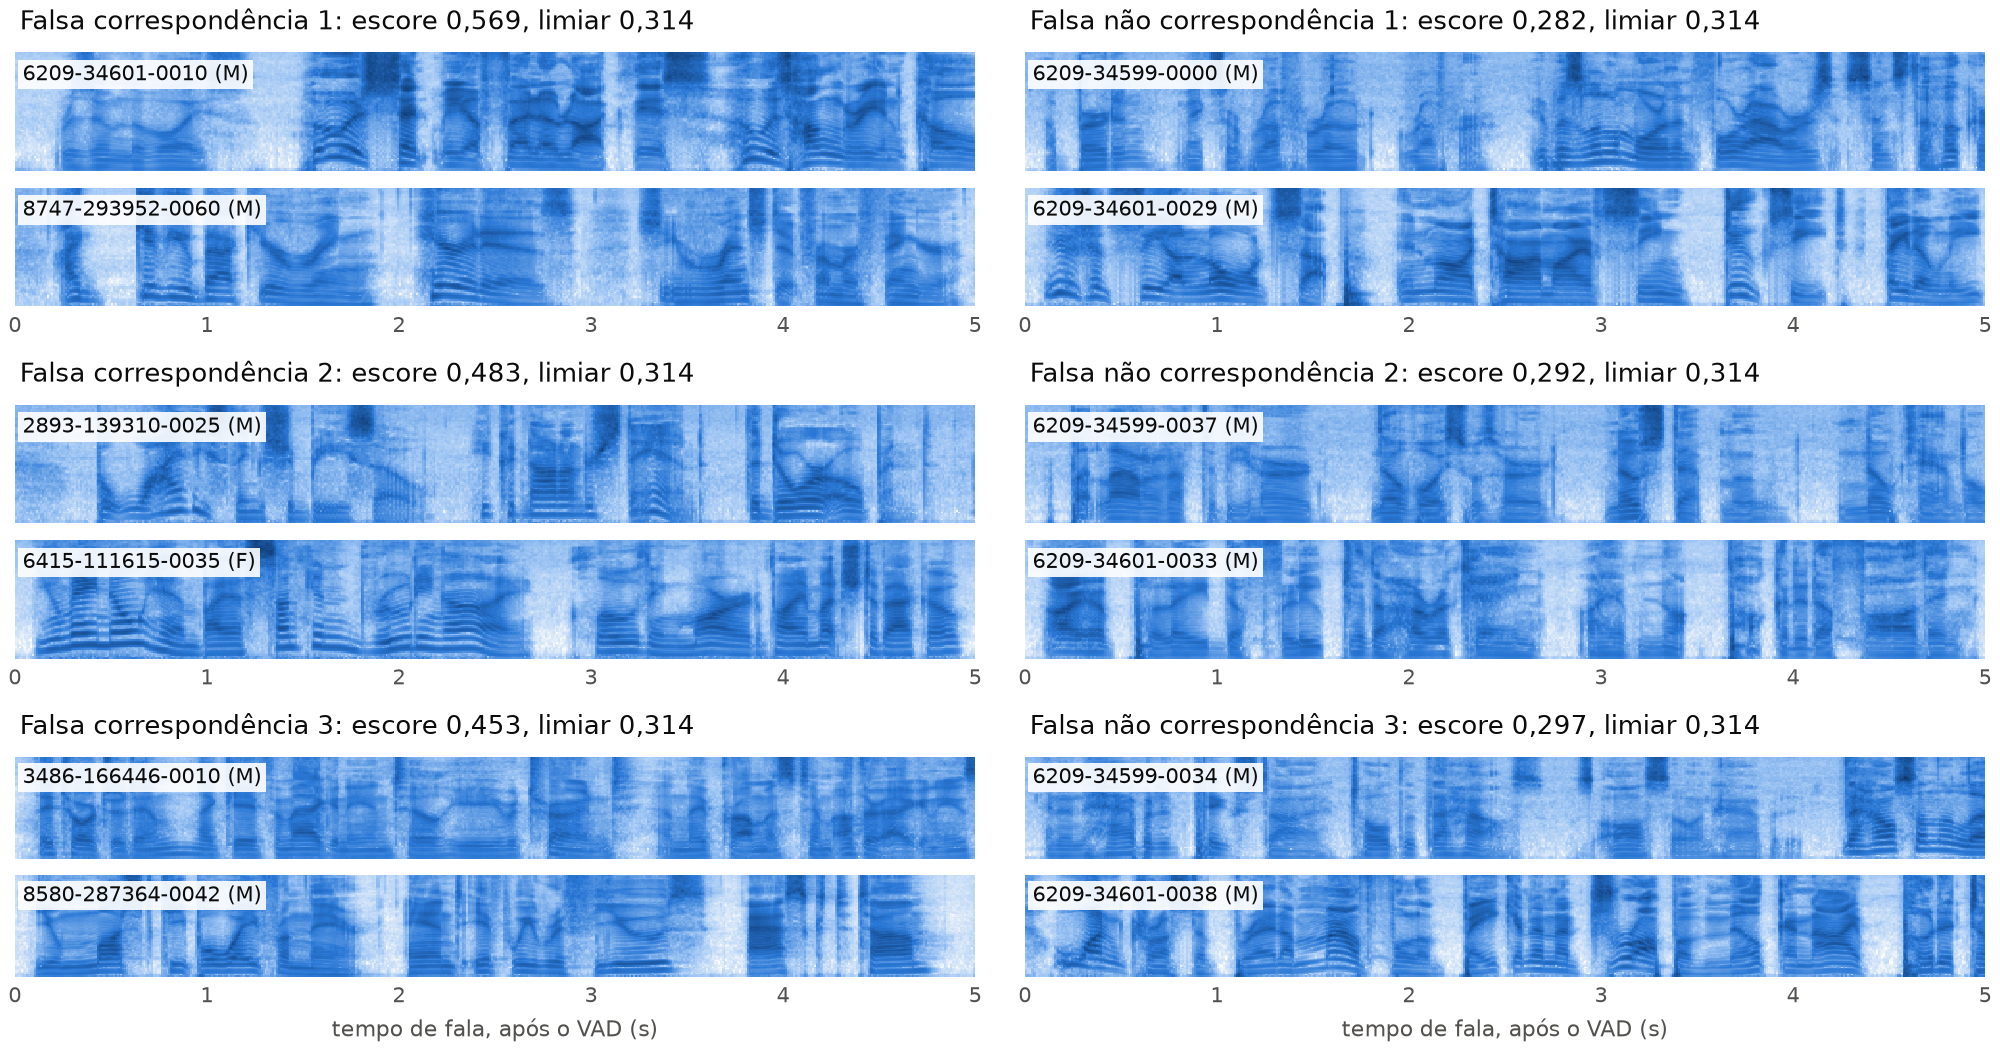 Falsa correspondência 1: escore 0,569, limiar 0,314
6209-34601-0010 (M)
8747-293952-0060 (M)
0 1 2 3 4 5
Falsa não correspondência 1: escore 0,282, limiar 0,314
6209-34599-0000 (M)
6209-34601-0029 (M)
0 1 2 3 4 5
Falsa correspondência 2: escore 0,483, limiar 0,314
2893-139310-0025 (M)
6415-111615-0035 (F)
0 1 2 3 4 5
Falsa não correspondência 2: escore 0,292, limiar 0,314
6209-34599-0037 (M)
6209-34601-0033 (M)
0 1 2 3 4 5
Falsa correspondência 3: escore 0,453, limiar 0,314
3486-166446-0010 (M)
8580-287364-0042 (M)
0 1 2 3 4 5
tempo de fala, após o VAD (s)
Falsa não correspondência 3: escore 0,297, limiar 0,314
6209-34599-0034 (M)
6209-34601-0038 (M)
0 1 2 3 4 5
tempo de fala, após o VAD (s)